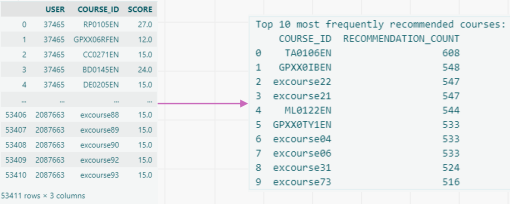 USER COURSE_ID SCORE
0 37465 RP0105EN 27.0
1 37465 GPXX06RFEN 12.0
2 37465 CC0271EN 15.0
3 37465 BD0145EN 24.0
4 37465 DE0205EN 15.0
... ... ... ...
53406 2087663 excourse88 15.0
53407 2087663 excourse89 15.0
53408 2087663 excourse90 15.0
53409 2087663 excourse92 15.0
53410 2087663 excourse93 15.0
53411 rows × 3 columns
Top 10 most frequently recommended courses:
COURSE_ID RECOMMENDATION_COUNT
0 TA0106EN 608
1 GPXX0IBEN 548
2 excourse22 547
3 excourse21 547
4 ML0122EN 544
5 GPXX0TY1EN 533
6 excourse04 533
7 excourse06 533
8 excourse31 524
9 excourse73 516